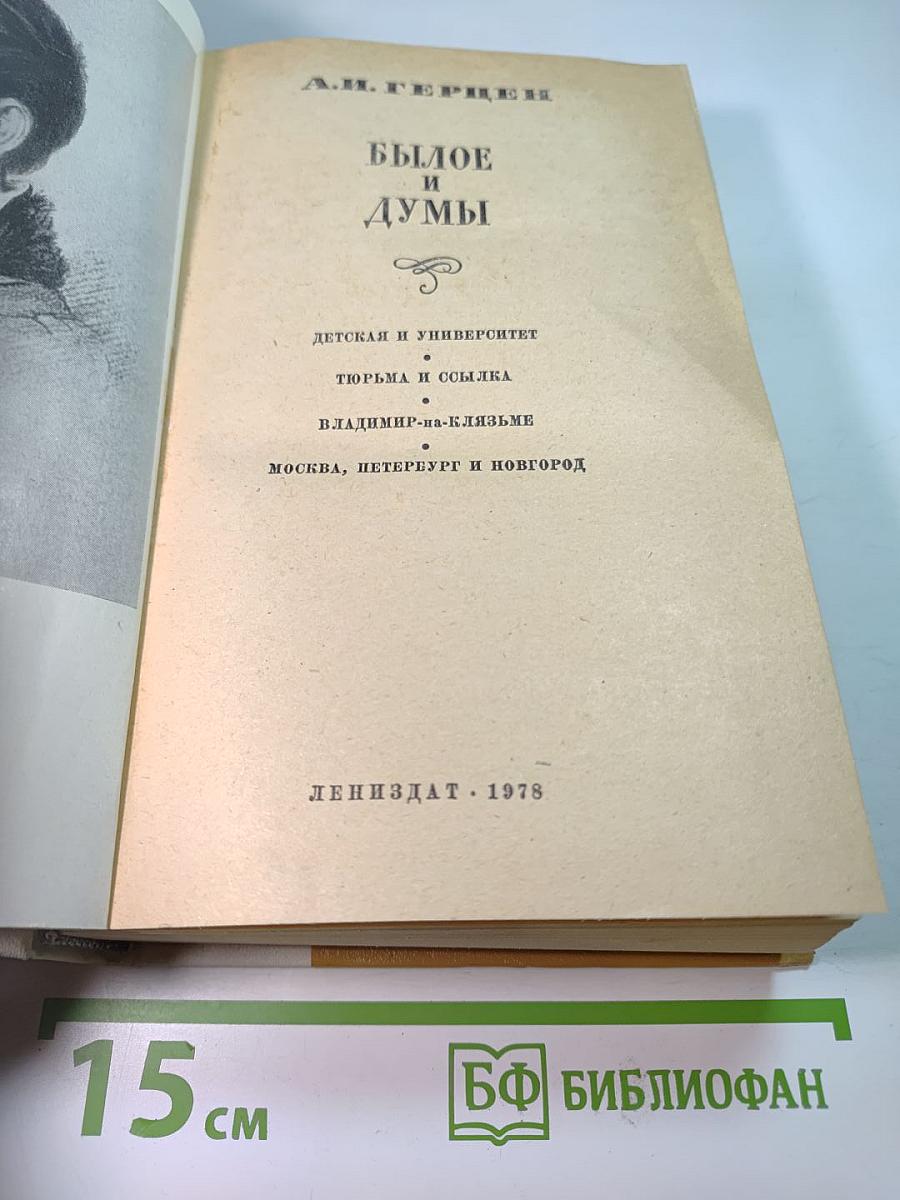 А.И. ГЕРЦЕН
БЫЛОЕ
И
ДУМЫ
ДЕТСКАЯ И УНИВЕРСИТЕТ
•
ТЮРЬМА И ССЫЛКА
•
ВЛАДИМИР-на-КЛЯЗЬМЕ
•
МОСКВА, ПЕТЕРБУРГ И НОВГОРОД
ЛЕНИЗДАТ • 1978
15 см
БФ БИБЛИОФАН